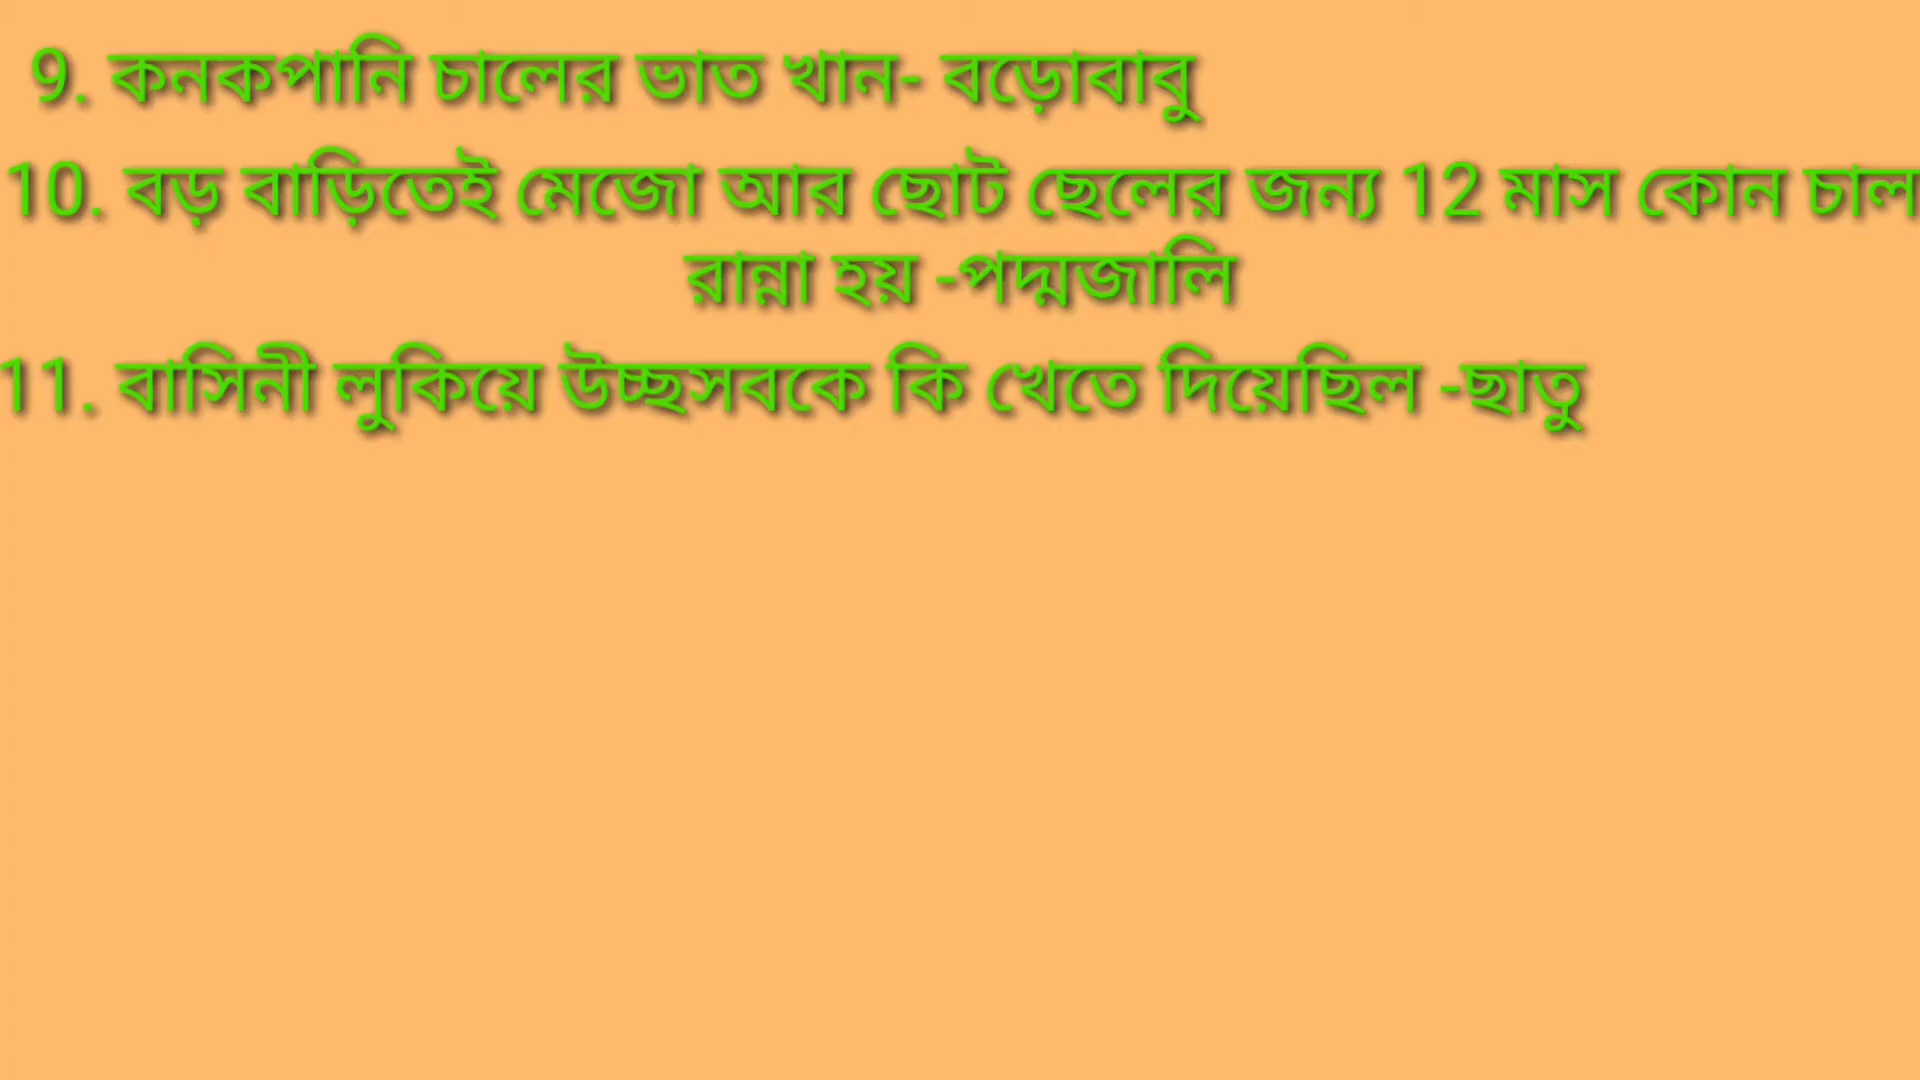 9. কনকপানি চালের ভাত খান- বড়োবাবু
10. বড় বাড়িতেই মেজো আর ছোট ছেলের জন্য 12 মাস কোন চাল
রান্না হয় -পদ্মজালি
11. বাসিনী লুকিয়ে উচ্ছসবকে কি খেতে দিয়েছিল -ছাতু